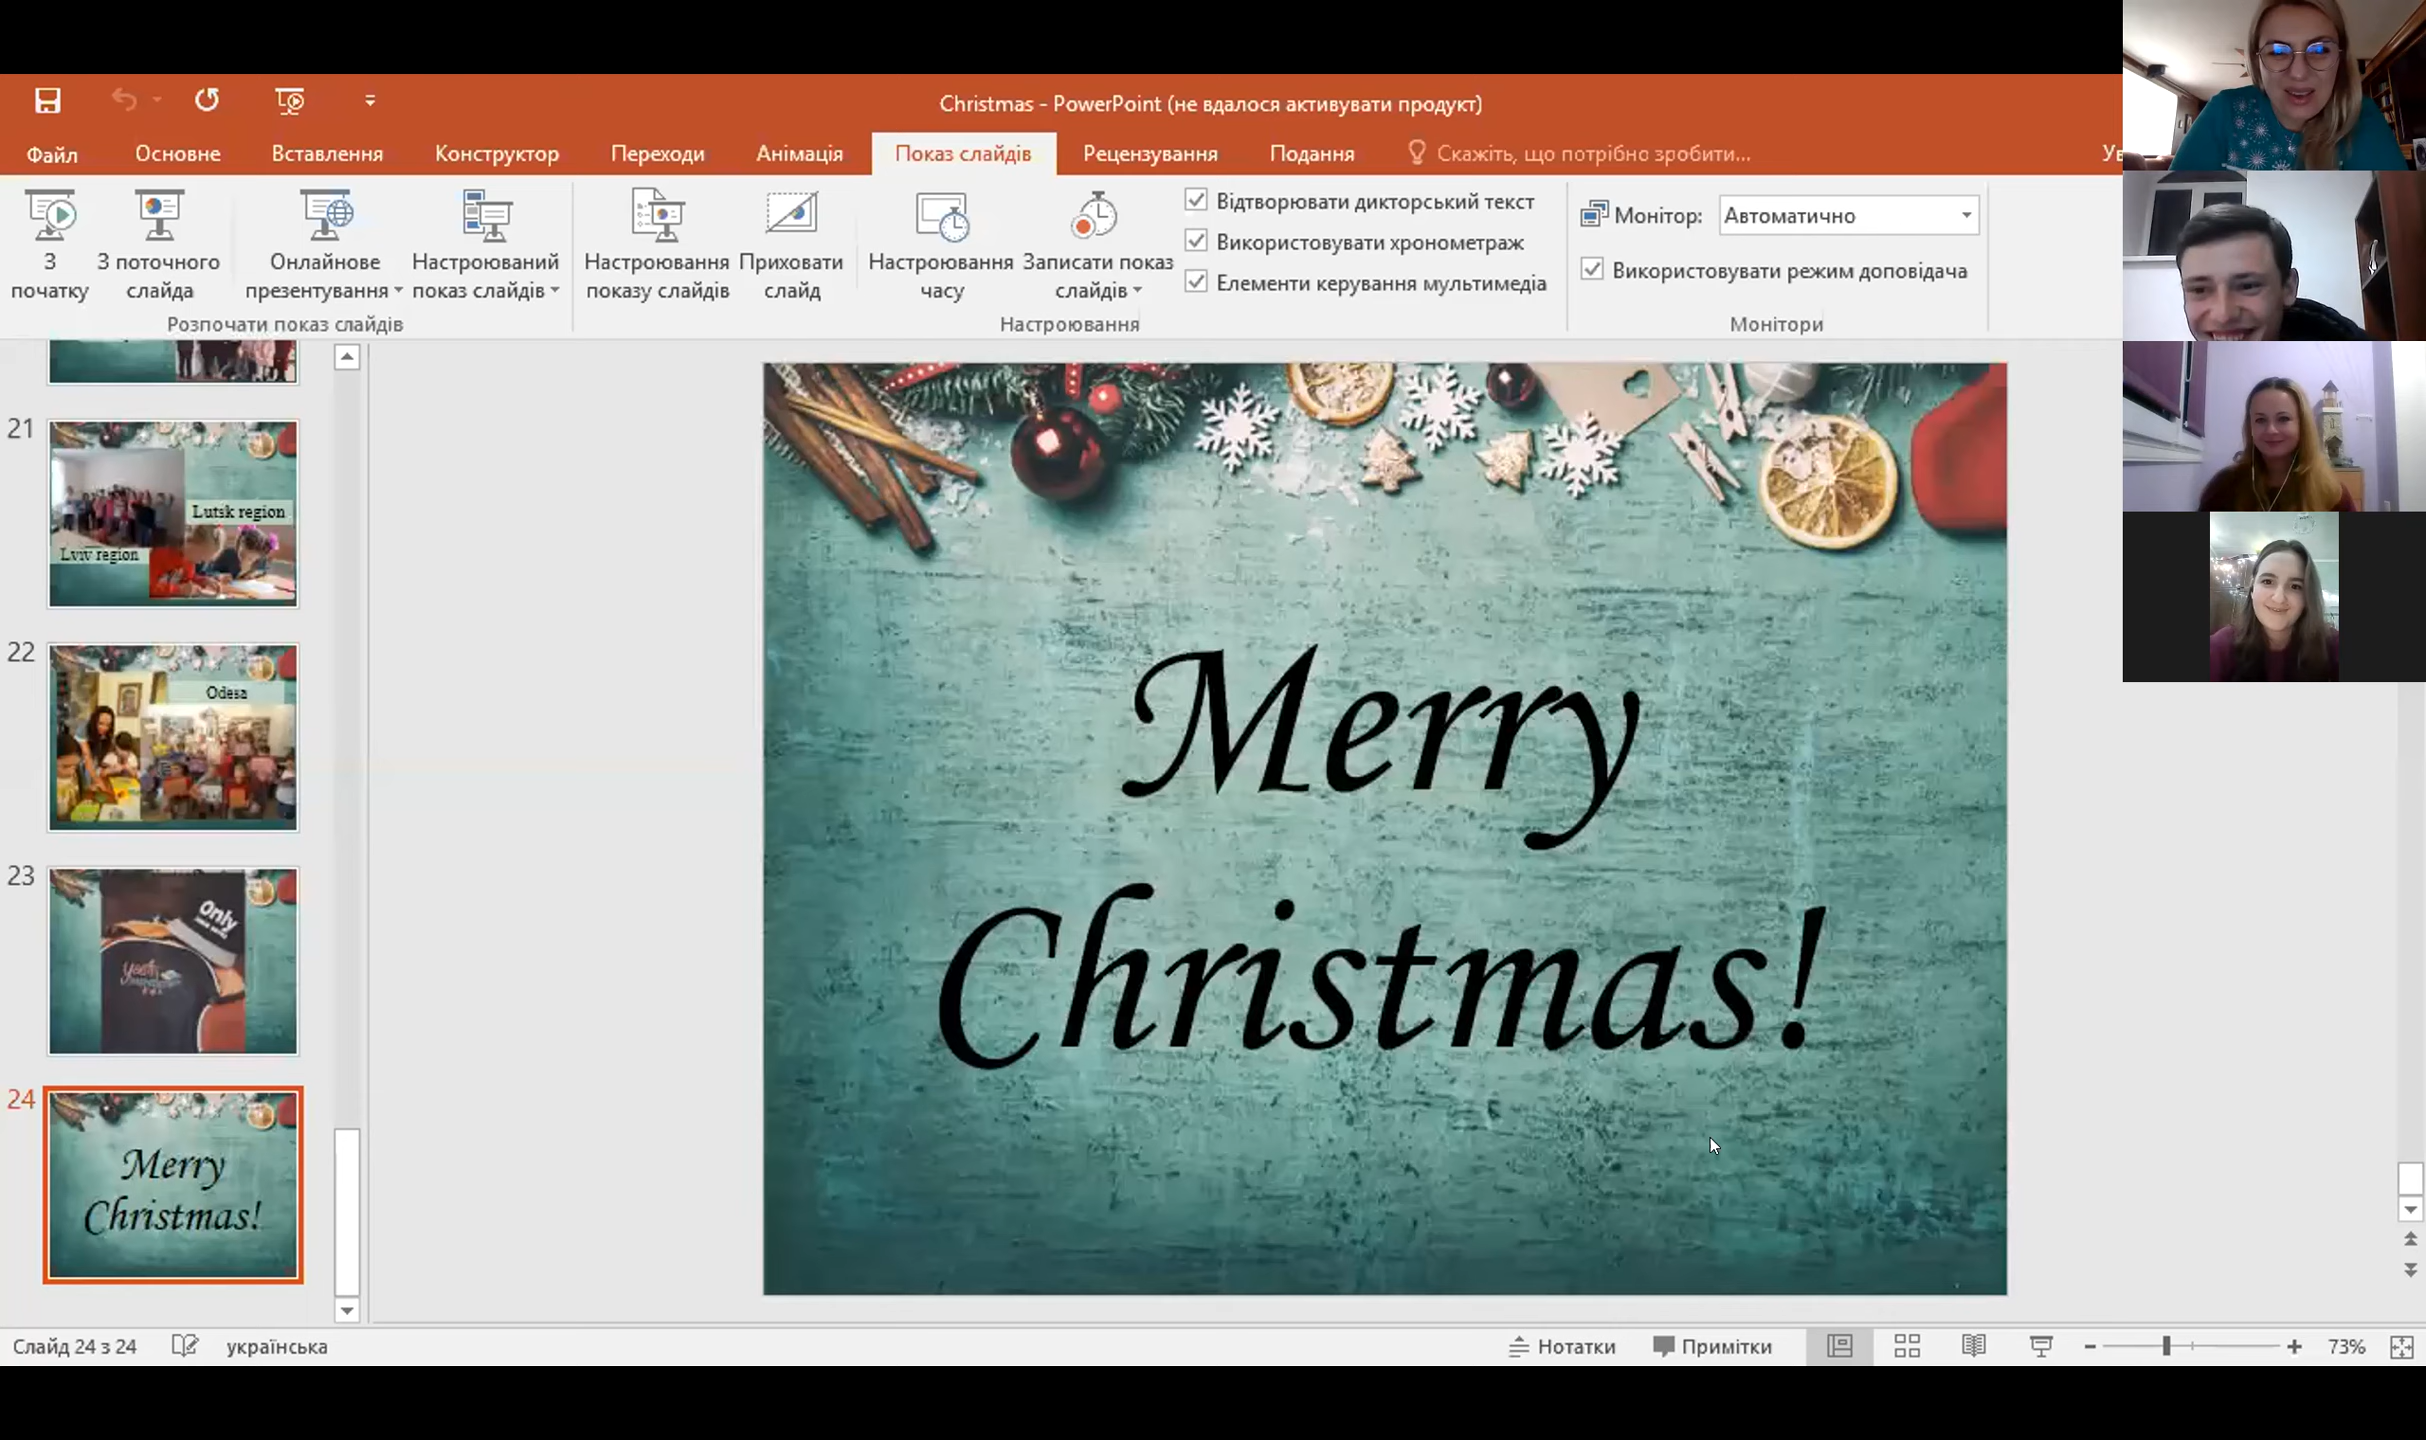 Christmas - PowerPoint (не вдалося активувати продукт)
Файл Основне Вставлення Конструктор Переходи Анімація Показ слайдів Рецензування Подання Скажіть, що потрібно зробити...
З початку
З поточного слайда
Онлайнове презентування
Настроюваний показ слайдів
Розпочати показ слайдів
Настроювання показу слайдів
Приховати слайд
Настроювання часу
Записати показ слайдів
Відтворювати дикторський текст
Використовувати хронометраж
Елементи керування мультимедіа
Настроювання
Монітор: Автоматично
Використовувати режим доповідача
Монітори
21
Lutsk region
Lviv region
22
Odesa
23
Only
Youth
24
Merry
Christmas!
Merry
Christmas!
Слайд 24 з 24 українська Нотатки Примітки 73%